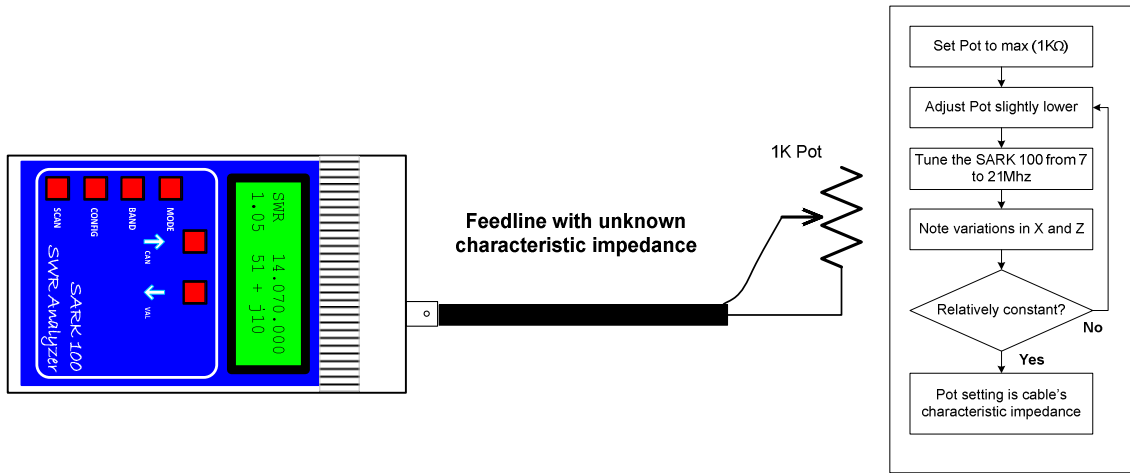 SWR 14.070.000
1.05 51 + j10
MODE
BAND
CONFIG
SCAN
CAN
VAL
SARK 100
SWR Analyzer
Feedline with unknown
characteristic impedance
1K Pot
Set Pot to max (1KΩ)
Adjust Pot slightly lower
Tune the SARK 100 from 7
to 21Mhz
Note variations in X and Z
Relatively constant?
No
Yes
Pot setting is cable's
characteristic impedance